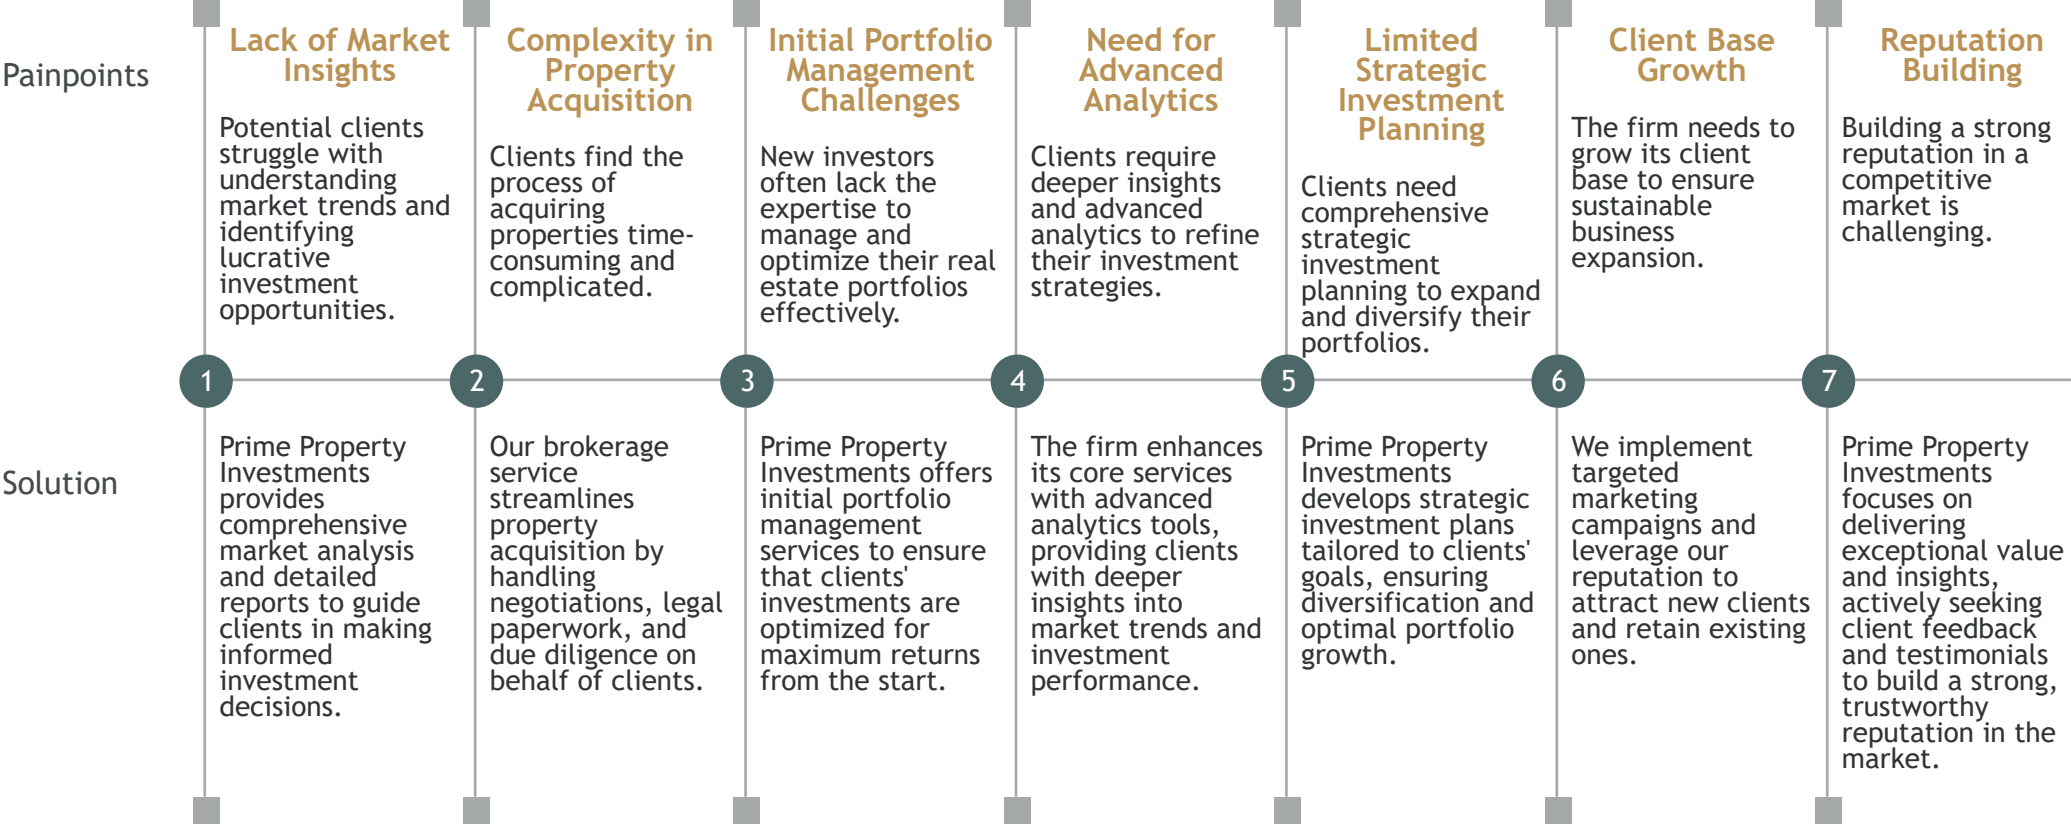 Painpoints
Lack of Market
Insights
Potential clients
struggle with
understanding
market trends and
identifying
lucrative
investment
opportunities.
Complexity in
Property
Acquisition
Clients find the
process of
acquiring
properties time-
consuming and
complicated.
Initial Portfolio
Management
Challenges
New investors
often lack the
expertise to
manage and
optimize their real
estate portfolios
effectively.
Need for
Advanced
Analytics
Clients require
deeper insights
and advanced
analytics to refine
their investment
strategies.
Limited
Strategic
Investment
Planning
Clients need
comprehensive
strategic
investment
planning to expand
and diversify their
portfolios.
Client Base
Growth
The firm needs to
grow its client
base to ensure
sustainable
business
expansion.
Reputation
Building
Building a strong
reputation in a
competitive
market is
challenging.
1
2
3
4
5
6
7
Solution
Prime Property
Investments
provides
comprehensive
market analysis
and detailed
reports to guide
clients in making
informed
investment
decisions.
Our brokerage
service
streamlines
property
acquisition by
handling
negotiations, legal
paperwork, and
due diligence on
behalf of clients.
Prime Property
Investments offers
initial portfolio
management
services to ensure
that clients'
investments are
optimized for
maximum returns
from the start.
The firm enhances
its core services
with advanced
analytics tools,
providing clients
with deeper
insights into
market trends and
investment
performance.
Prime Property
Investments
develops strategic
investment plans
tailored to clients'
goals, ensuring
diversification and
optimal portfolio
growth.
We implement
targeted
marketing
campaigns and
leverage our
reputation to
attract new clients
and retain existing
ones.
Prime Property
Investments
focuses on
delivering
exceptional value
and insights,
actively seeking
client feedback
and testimonials
to build a strong,
trustworthy
reputation in the
market.